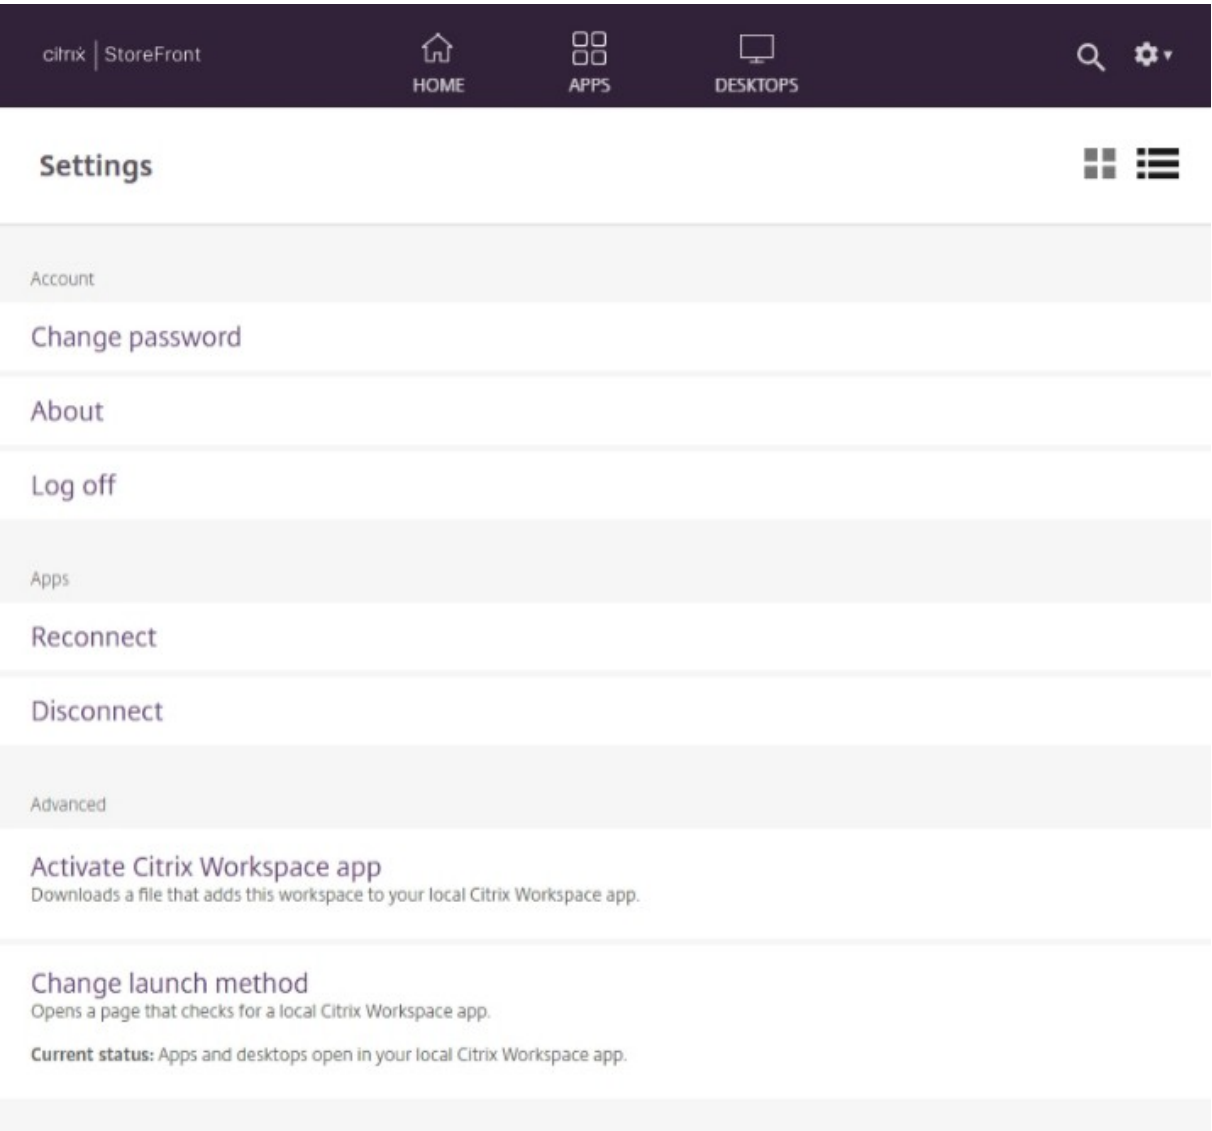 citrix | StoreFront
HOME
APPS
DESKTOPS
Settings
Account
Change password
About
Log off
Apps
Reconnect
Disconnect
Advanced
Activate Citrix Workspace app
Downloads a file that adds this workspace to your local Citrix Workspace app.
Change launch method
Opens a page that checks for a local Citrix Workspace app.
Current status: Apps and desktops open in your local Citrix Workspace app.